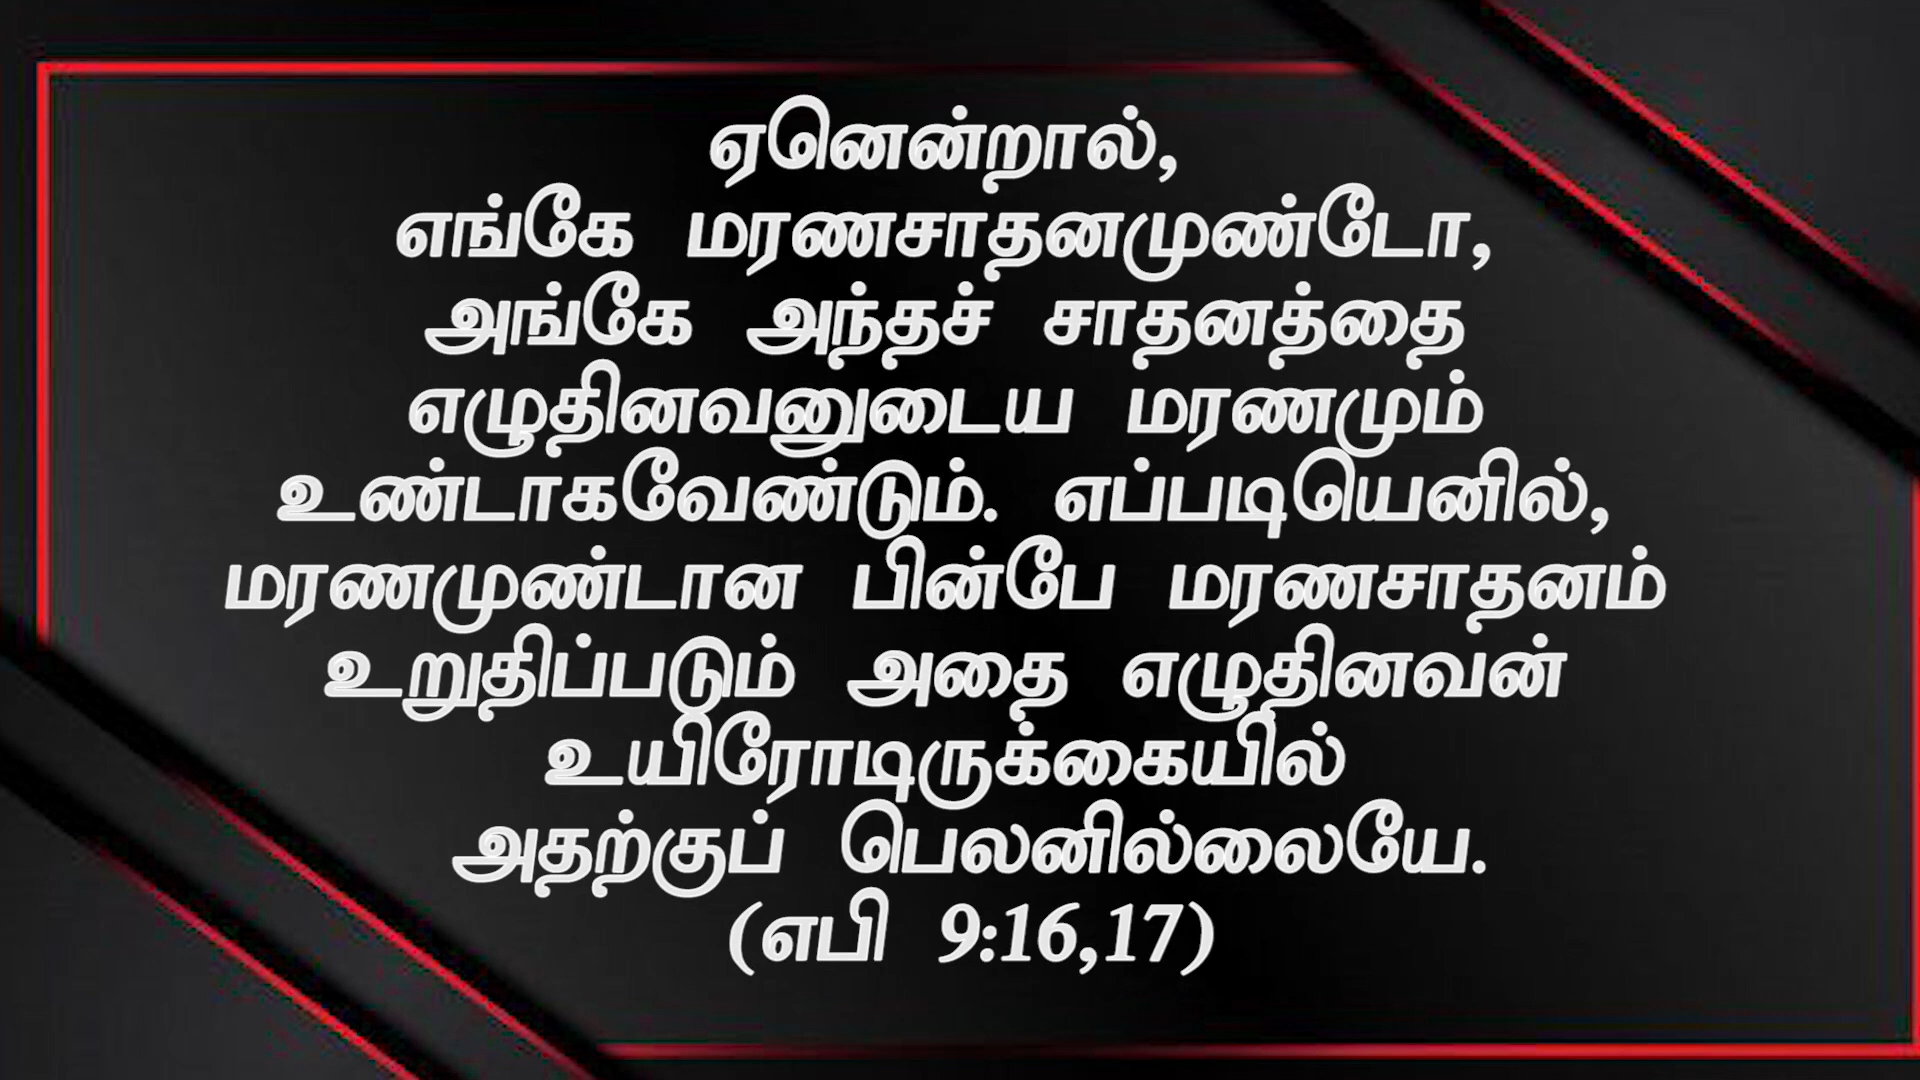 ஏனென்றால்,
எங்கே மரணசாதனமுண்டோ,
அங்கே அந்தச் சாதனத்தை
எழுதினவனுடைய மரணமும்
உண்டாகவேண்டும். எப்படியெனில்,
மரணமுண்டான பின்பே மரணசாதனம்
உறுதிப்படும் அதை எழுதினவன்
உயிரோடிருக்கையில்
அதற்குப் பெலனில்லையே.
(எபி 9:16,17)